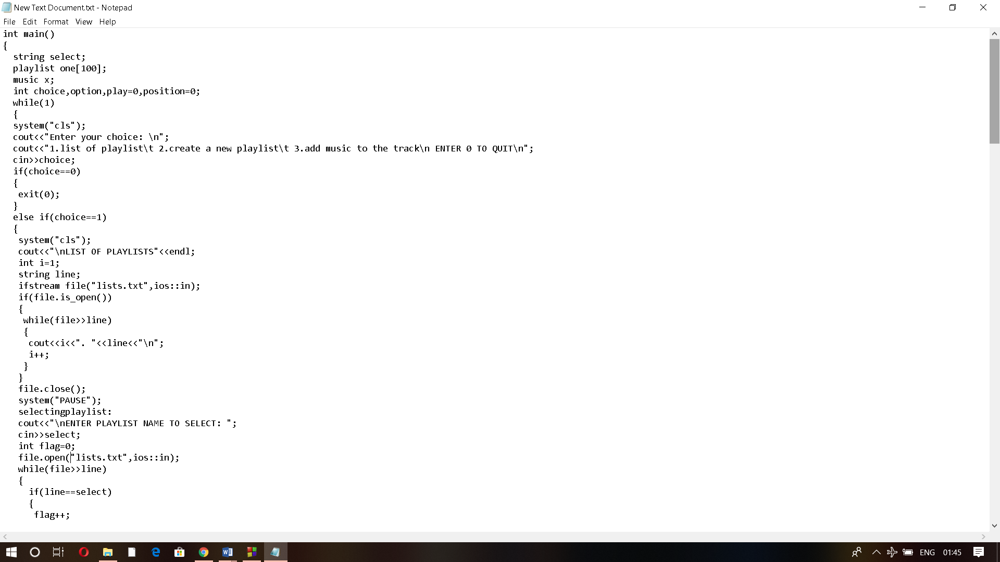 New Text Document.txt - Notepad
File Edit Format View Help
int main()
{
  string select;
  playlist one[100];
  music x;
  int choice,option,play=0,position=0;
  while(1)
  {
  system("cls");
  cout<<"Enter your choice: \n";
  cout<<"1.list of playlist\t 2.create a new playlist\t 3.add music to the track\n ENTER 0 TO QUIT\n";
  cin>>choice;
  if(choice==0)
  {
   exit(0);
  }
  else if(choice==1)
  {
   system("cls");
   cout<<"\nLIST OF PLAYLISTS"<<endl;
   int i=1;
   string line;
   ifstream file("lists.txt",ios::in);
   if(file.is_open())
   {
    while(file>>line)
    {
     cout<<i<<". "<<line<<"\n";
     i++;
    }
   }
   file.close();
   system("PAUSE");
   selectingplaylist:
   cout<<"\nENTER PLAYLIST NAME TO SELECT: ";
   cin>>select;
   int flag=0;
   file.open("lists.txt",ios::in);
   while(file>>line)
   {
     if(line==select)
     {
      flag++;
ENG 01:45